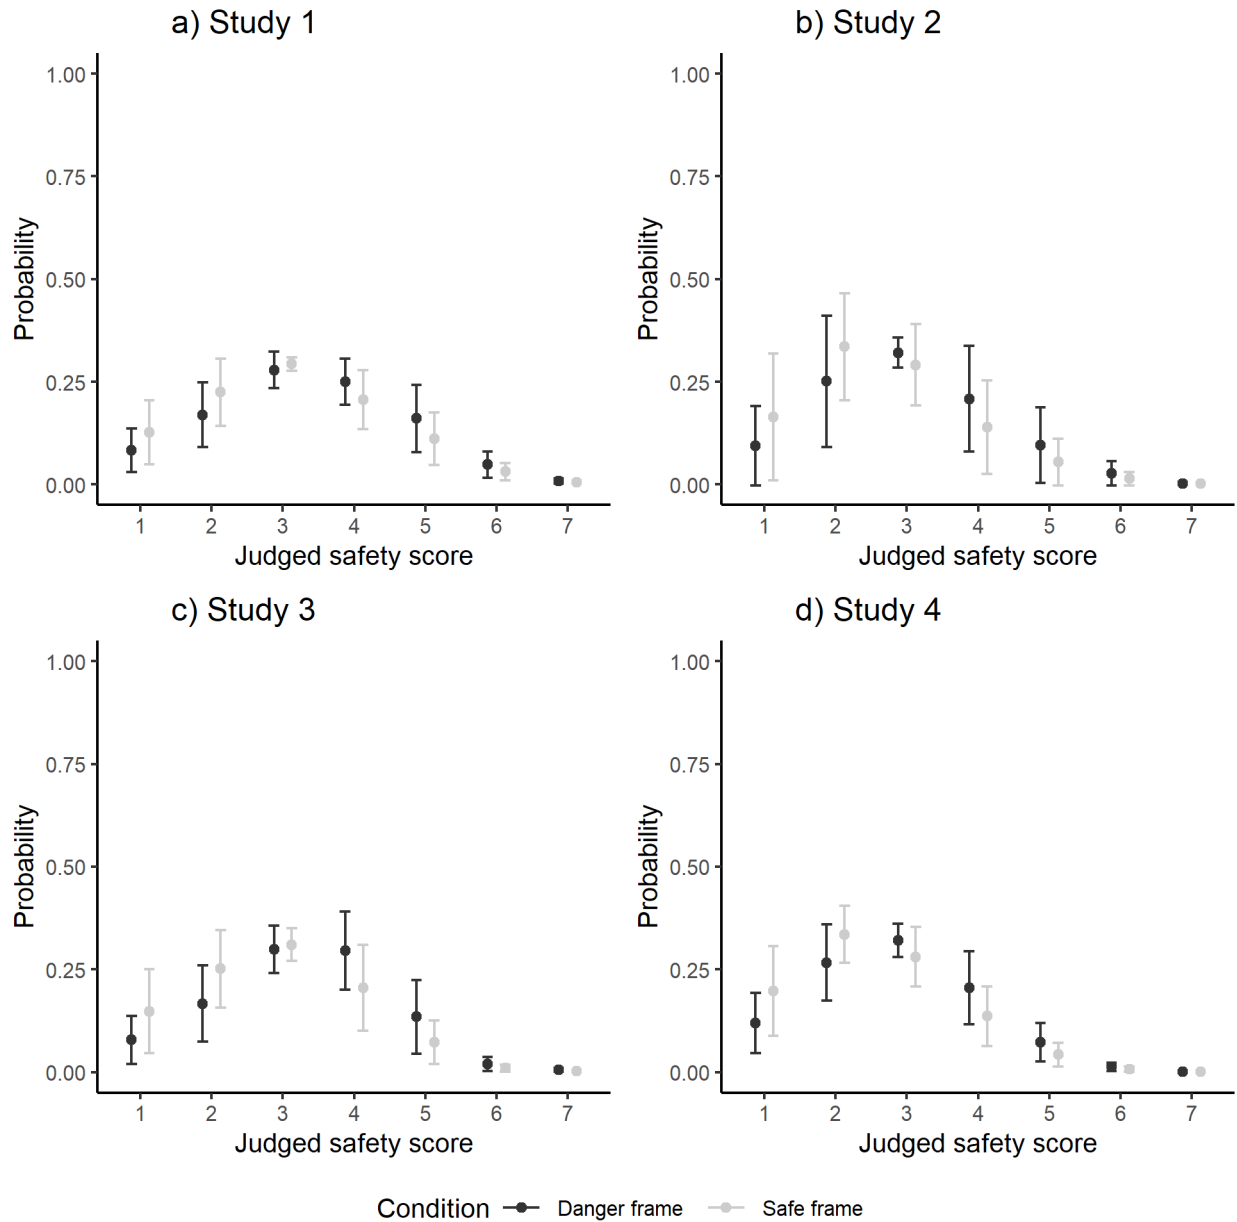 a) Study 1
1.00
0.75
0.50
0.25
0.00
Probability
1 2 3 4 5 6 7
Judged safety score
b) Study 2
1.00
0.75
0.50
0.25
0.00
Probability
1 2 3 4 5 6 7
Judged safety score
c) Study 3
1.00
0.75
0.50
0.25
0.00
Probability
1 2 3 4 5 6 7
Judged safety score
d) Study 4
1.00
0.75
0.50
0.25
0.00
Probability
1 2 3 4 5 6 7
Judged safety score
Condition Danger frame Safe frame